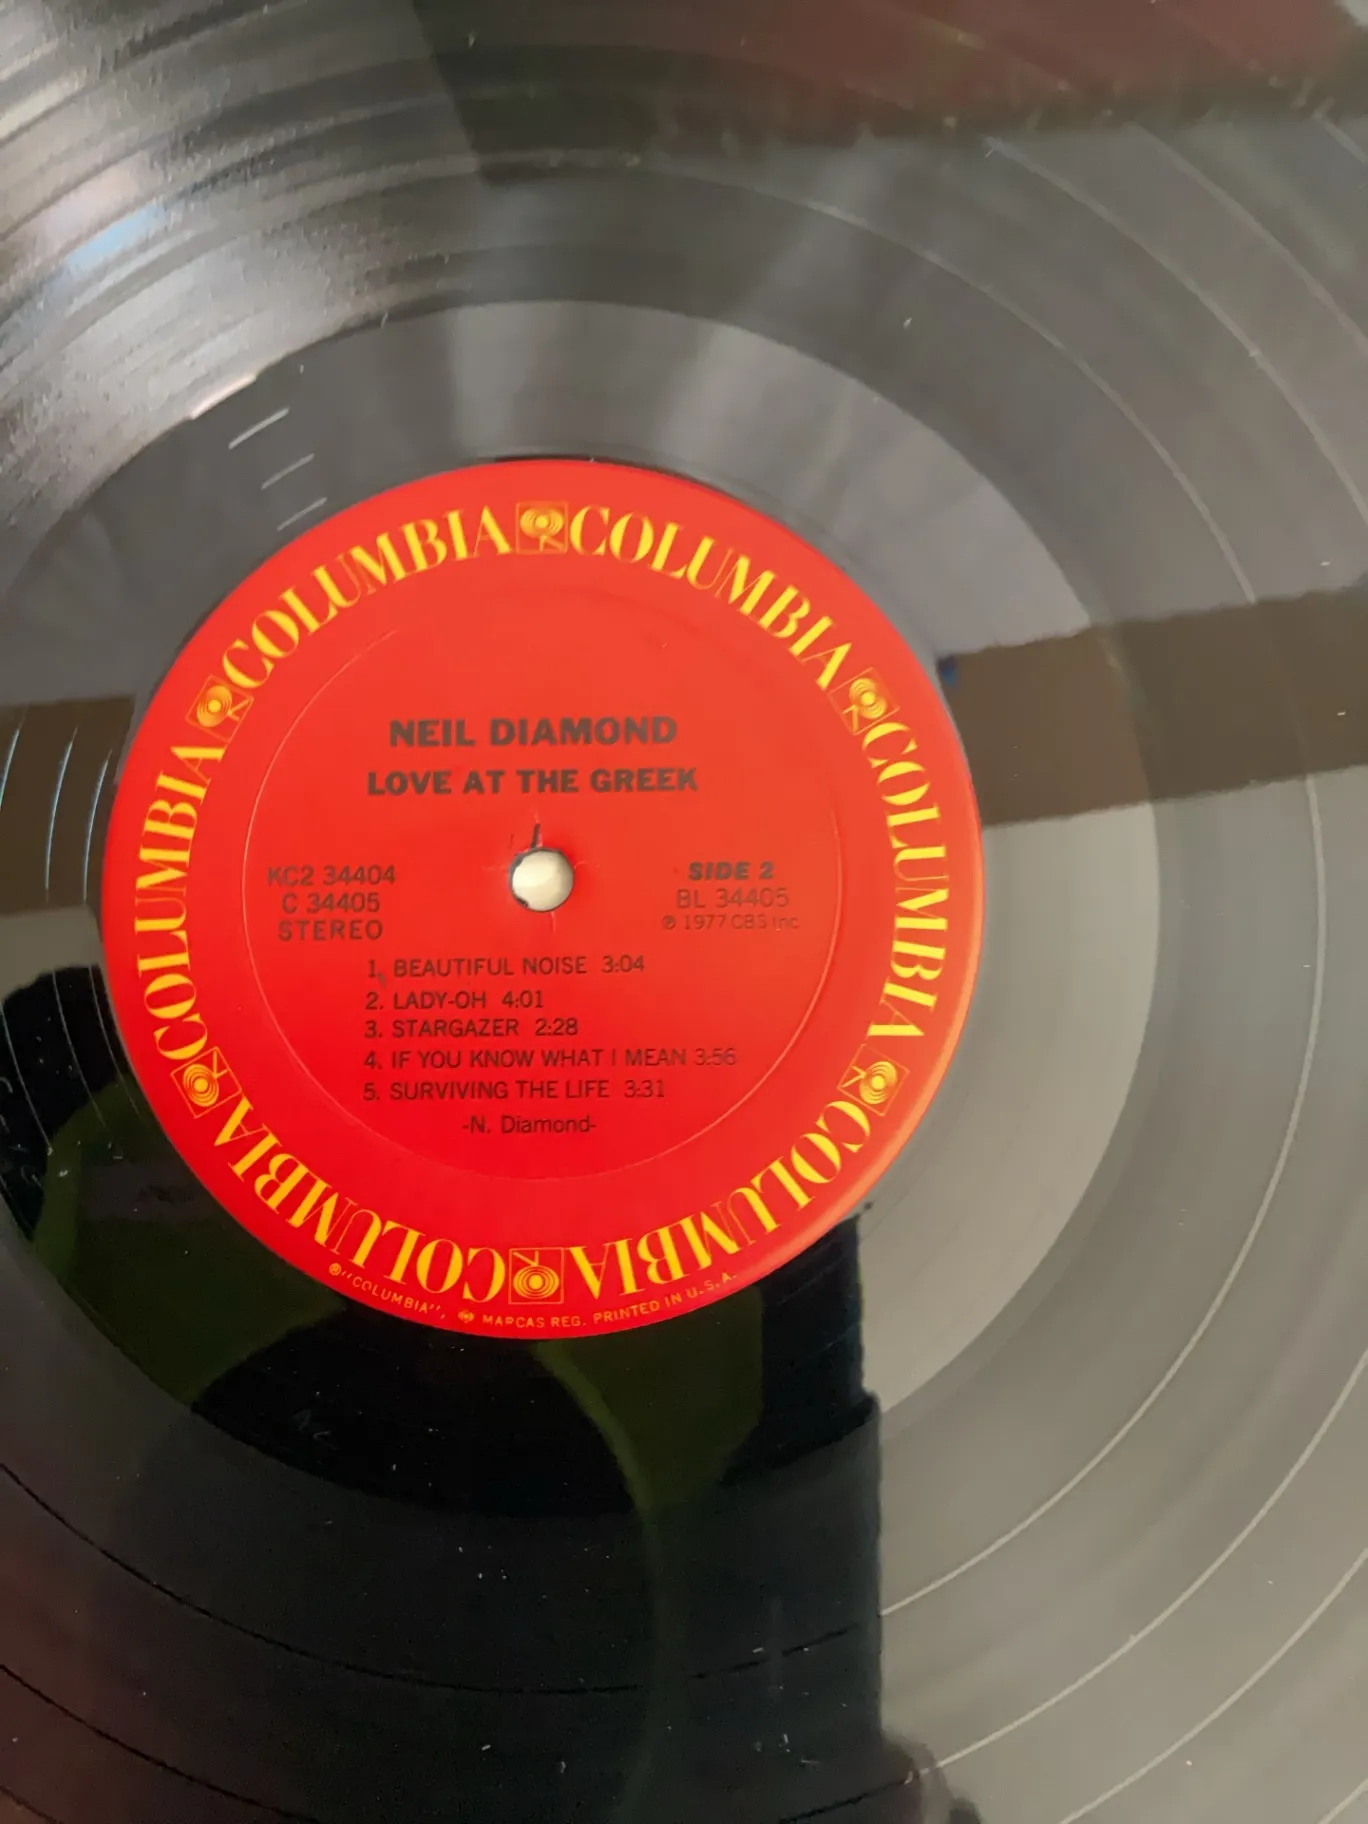 COLUMBIA COLUMBIA COLUMBIA COLUMBIA COLUMBIA COLUMBIA
NEIL DIAMOND
LOVE AT THE GREEK
KC2 34404
C 34405
STEREO
SIDE 2
BL 34405
℗ 1977 CBS Inc
1. BEAUTIFUL NOISE 3:04
2. LADY-OH 4:01
3. STARGAZER 2:28
4. IF YOU KNOW WHAT I MEAN 3:56
5. SURVIVING THE LIFE 3:31
-N. Diamond-
®"COLUMBIA", MARCAS REG. PRINTED IN U.S.A.